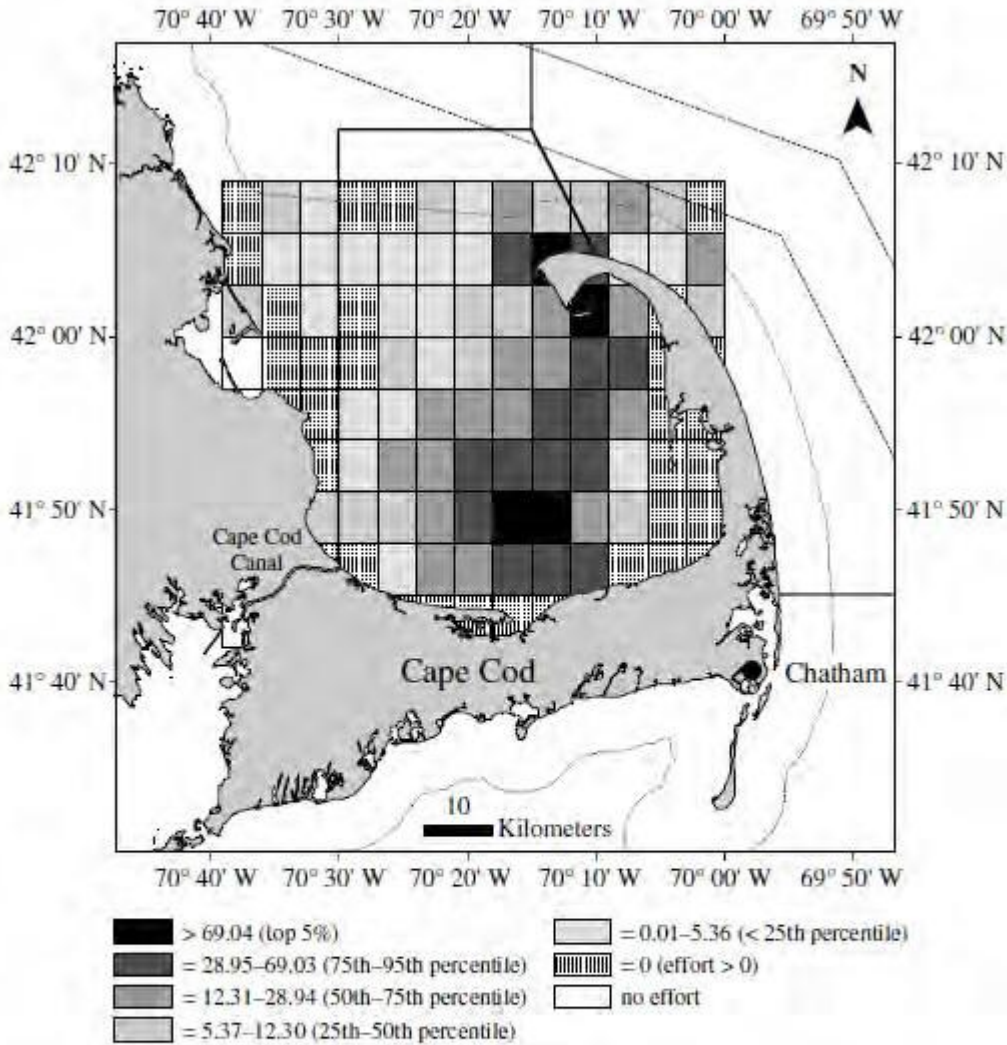 70° 40' W 70° 30' W 70° 20' W 70° 10' W 70° 00' W 69° 50' W
N
42° 10' N 42° 10' N
42° 00' N 42° 00' N
41° 50' N 41° 50' N
Cape Cod
Canal
Cape Cod
Chatham
41° 40' N 41° 40' N
10
Kilometers
70° 40' W 70° 30' W 70° 20' W 70° 10' W 70° 00' W 69° 50' W
> 69.04 (top 5%)
= 28.95–69.03 (75th–95th percentile)
= 12.31–28.94 (50th–75th percentile)
= 5.37–12.30 (25th–50th percentile)
= 0.01–5.36 (< 25th percentile)
= 0 (effort > 0)
no effort